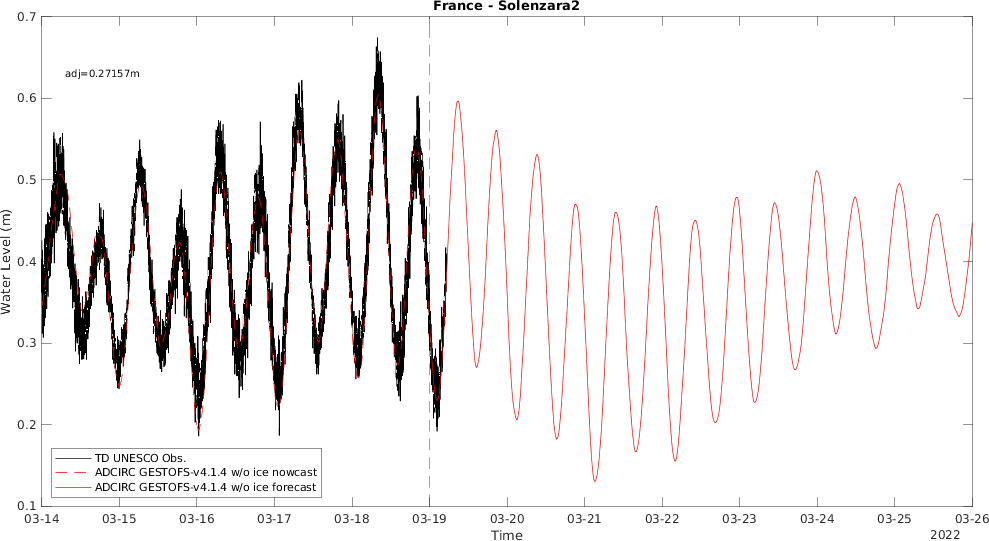 France - Solenzara2
0.7
0.6
0.5
0.4
0.3
0.2
0.1
Water Level (m)
adj=0.27157m
TD UNESCO Obs.
ADCIRC GESTOFS-v4.1.4 w/o ice nowcast
ADCIRC GESTOFS-v4.1.4 w/o ice forecast
03-14 03-15 03-16 03-17 03-18 03-19 03-20 03-21 03-22 03-23 03-24 03-25 03-26
Time
2022